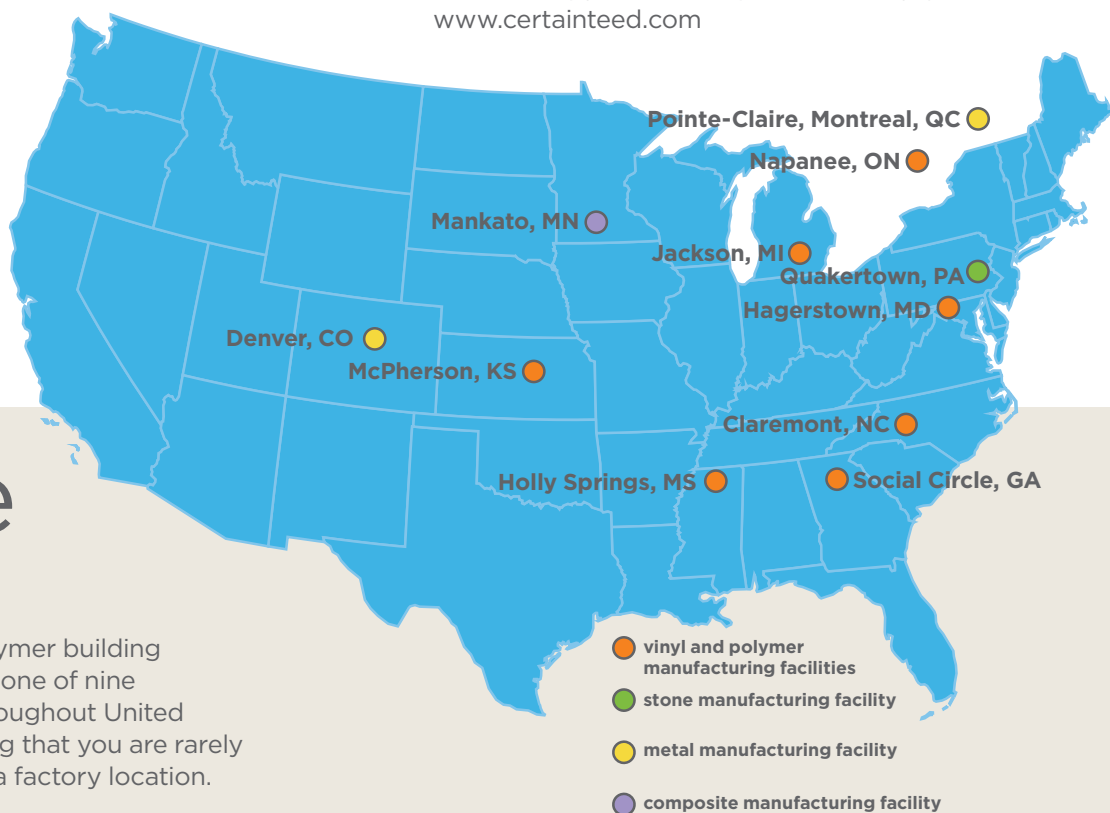 www.certainteed.com
Pointe-Claire, Montreal, QC
Napanee, ON
Mankato, MN
Jackson, MI
Quakertown, PA
Hagerstown, MD
Denver, CO
McPherson, KS
Claremont, NC
Holly Springs, MS
Social Circle, GA
e
ymer building
one of nine
roughout United
g that you are rarely
a factory location.
vinyl and polymer
manufacturing facilities
stone manufacturing facility
metal manufacturing facility
composite manufacturing facility